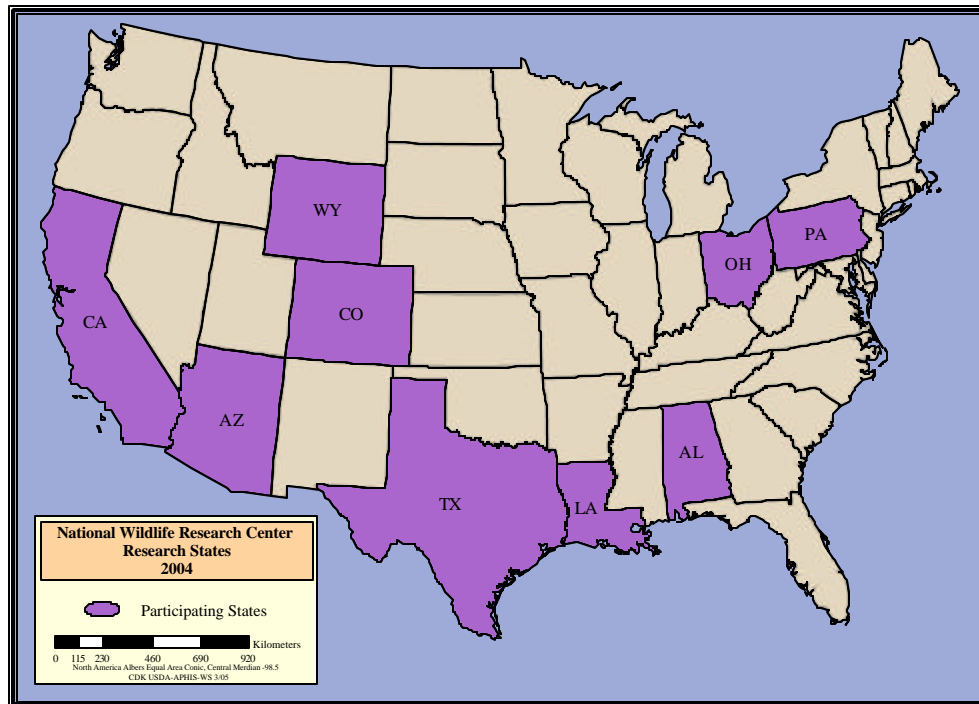 WY
PA
OH
CO
CA
AZ
AL
TX
LA
National Wildlife Research Center
Research States
2004
Participating States
Kilometers
0 115 230 460 690 920
North America Albers Equal Area Conic, Central Merdian -98.5
CDK USDA-APHIS-WS 3/05